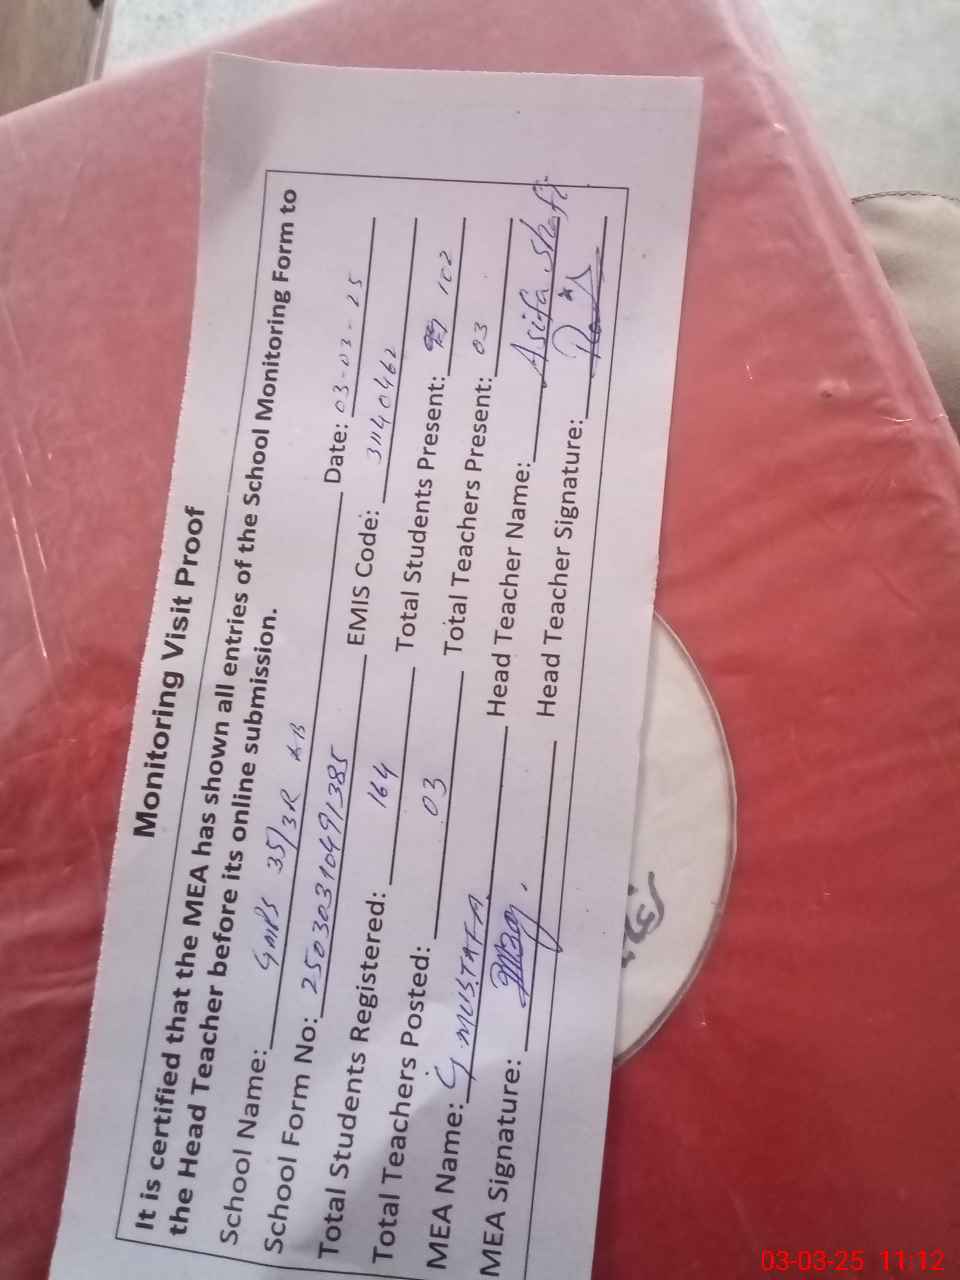 Monitoring Visit Proof
It is certified that the MEA has shown all entries of the School Monitoring Form to
the Head Teacher before its online submission.
School Name: GMPS 35/3R
School Form No: 25030310491385 Date: 03-03-25
Total Students Registered: 164 EMIS Code: 31140462
Total Teachers Posted: 03 Total Students Present: 102
MEA Name: G. MUSTAFA Total Teachers Present: 03
MEA Signature: Head Teacher Name: Asifa Shafi
Head Teacher Signature:
03-03-25 11:12